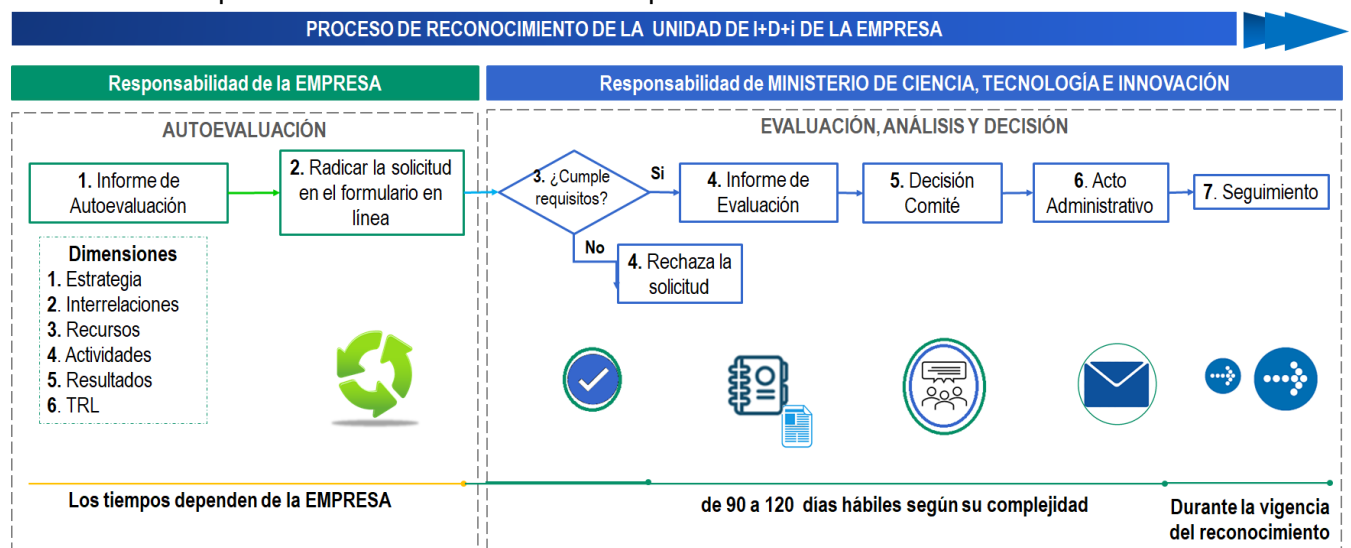 PROCESO DE RECONOCIMIENTO DE LA UNIDAD DE I+D+i DE LA EMPRESA
Responsabilidad de la EMPRESA
Responsabilidad de MINISTERIO DE CIENCIA, TECNOLOGÍA E INNOVACIÓN
AUTOEVALUACIÓN
EVALUACIÓN, ANÁLISIS Y DECISIÓN
1. Informe de
Autoevaluación
2. Radicar la solicitud
en el formulario en
línea
3. ¿Cumple
requisitos?
Si
4. Informe de
Evaluación
5. Decisión
Comité
6. Acto
Administrativo
7. Seguimiento
No
4. Rechaza la
solicitud
Dimensiones
1. Estrategia
2. Interrelaciones
3. Recursos
4. Actividades
5. Resultados
6. TRL
Los tiempos dependen de la EMPRESA
de 90 a 120 días hábiles según su complejidad
Durante la vigencia
del reconocimiento